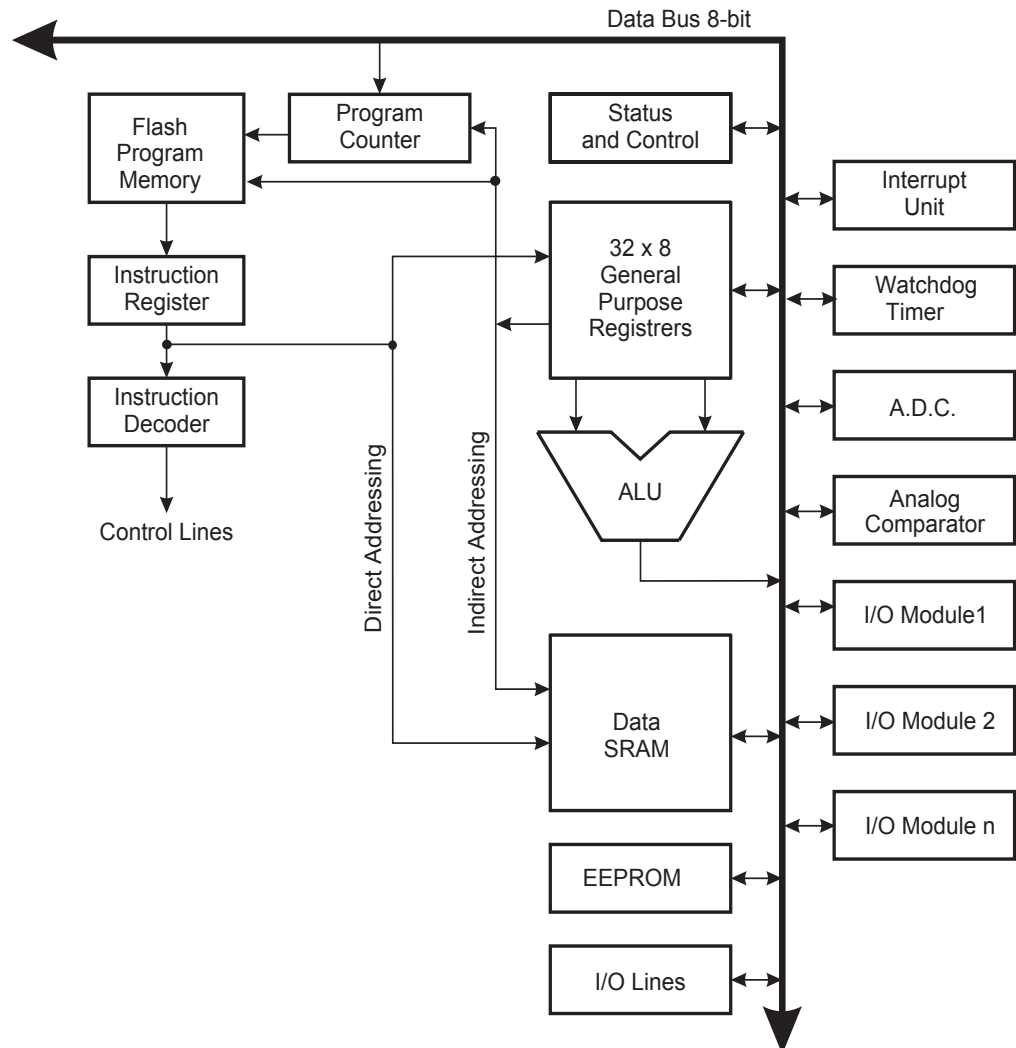 Data Bus 8-bit
Flash
Program
Memory
Program
Counter
Status
and Control
Interrupt
Unit
32 x 8
General
Purpose
Registrers
Instruction
Register
Watchdog
Timer
Instruction
Decoder
A.D.C.
Direct Addressing
Indirect Addressing
ALU
Analog
Comparator
Control Lines
I/O Module1
Data
SRAM
I/O Module 2
I/O Module n
EEPROM
I/O Lines